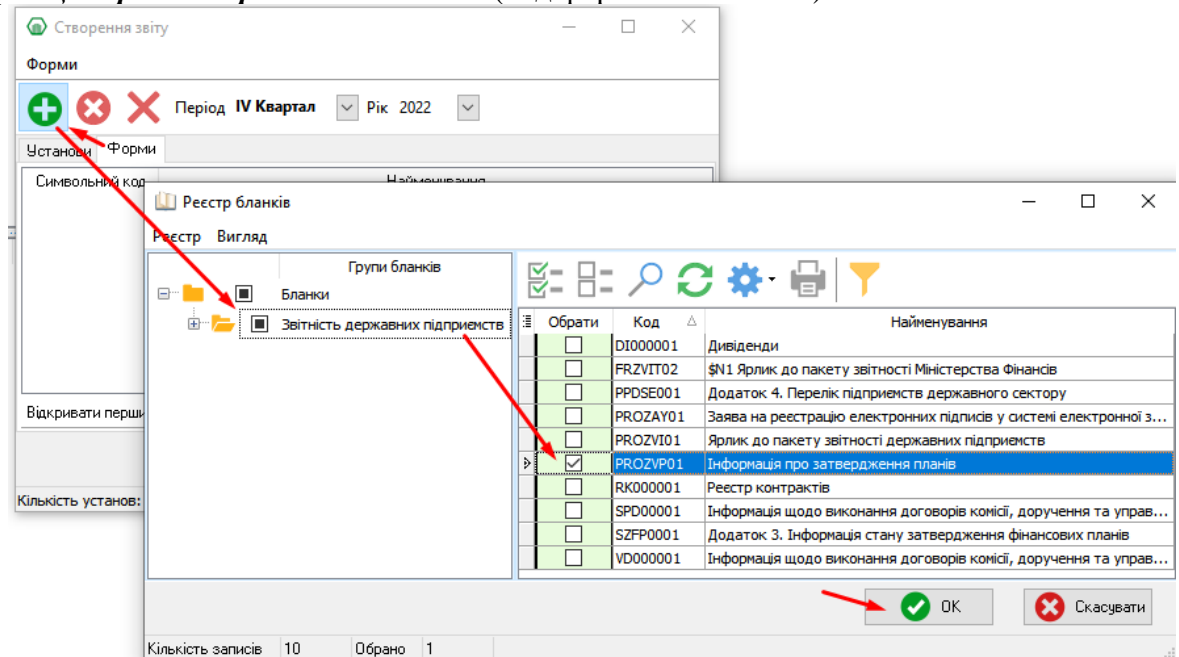 Створення звіту
Форми
Період IV Квартал Рік 2022
Установи Форми
Символьний код Найменування
Відкривати перши
Кількість установ:
Реєстр бланків
Реєстр Вигляд
Групи бланків
Бланки
Звітність державних підприємств
Обрати Код Найменування
DI000001 Дивіденди
FRZVIT02 $N1 Ярлик до пакету звітності Міністерства Фінансів
PPDSE001 Додаток 4. Перелік підприємств державного сектору
PROZAY01 Заява на реєстрацію електронних підписів у системі електронної з...
PROZVI01 Ярлик до пакету звітності державних підприємств
PROZVP01 Інформація про затвердження планів
RK000001 Реєстр контрактів
SPD00001 Інформація щодо виконання договорів комісії, доручення та управ...
SZFP0001 Додаток 3. Інформація стану затвердження фінансових планів
VD000001 Інформація щодо виконання договорів комісії, доручення та управ...
OK Скасувати
Кількість записів 10 Обрано 1